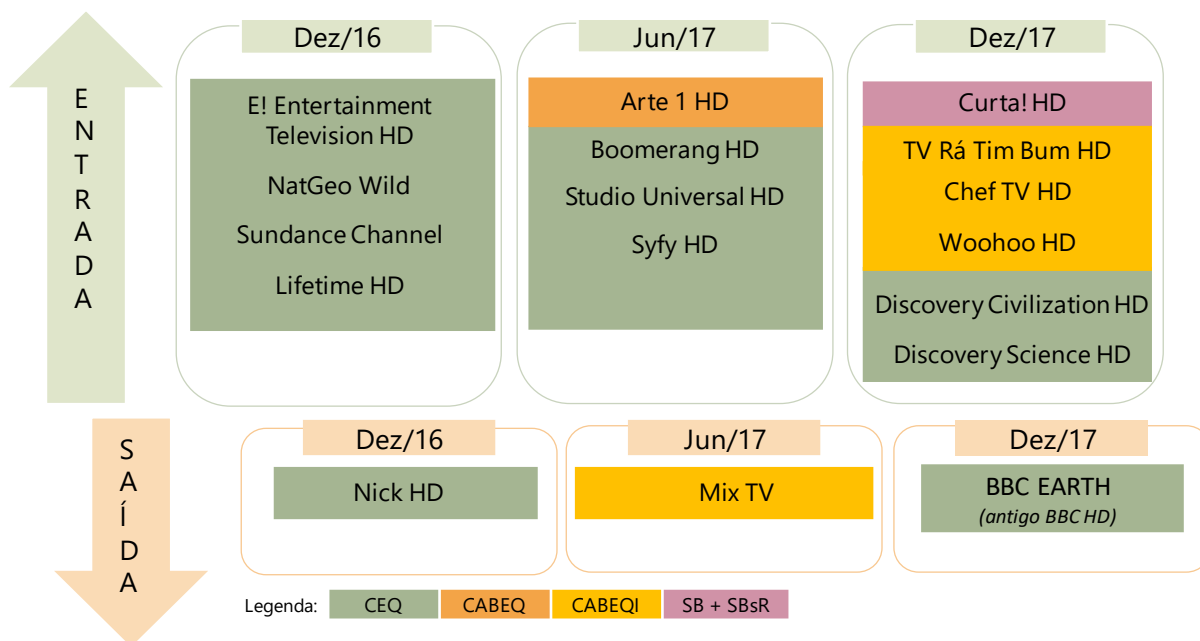 ENTRADA
Dez/16
E! Entertainment
Television HD
NatGeo Wild
Sundance Channel
Lifetime HD
Jun/17
Arte 1 HD
Boomerang HD
Studio Universal HD
Syfy HD
Dez/17
Curta! HD
TV Rá Tim Bum HD
Chef TV HD
Woohoo HD
Discovery Civilization HD
Discovery Science HD
SAÍDA
Dez/16
Nick HD
Jun/17
Mix TV
Dez/17
BBC EARTH
(antigo BBC HD)
Legenda: CEQ CABEQ CABEQI SB + SBsR